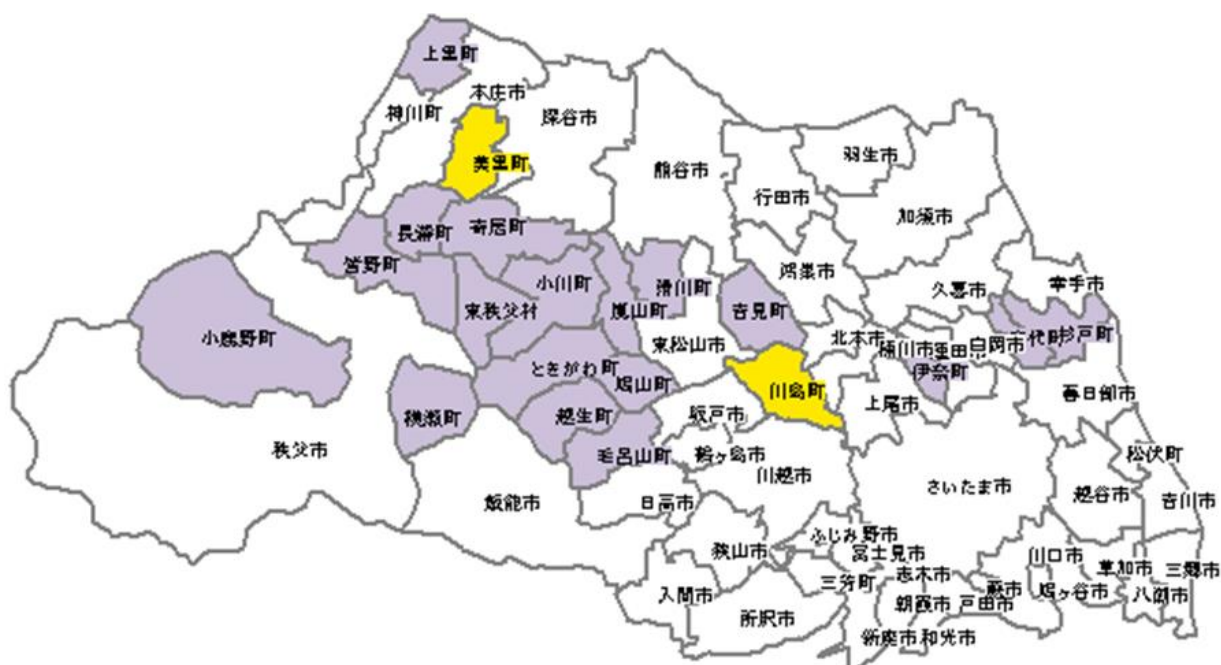 上里町
本庄市
神川町
深谷市
美里町
熊谷市
羽生市
行田市
加須市
長瀞町
寄居町
皆野町
小川町
滑川町
鴻巣市
久喜市
幸手市
東秩父村
嵐山町
吉見町
小鹿野町
東松山市
北本市
桶川市
白岡市
代町
杉戸町
ときがわ町
鳩山町
川島町
伊奈町
横瀬町
越生町
坂戸市
上尾市
春日部市
秩父市
毛呂山町
鶴ヶ島市
川越市
松伏町
さいたま市
越谷市
吉川市
飯能市
日高市
ふじみ野市
狭山市
富士見市
川口市
草加市
三郷市
入間市
三芳町
志木市
蕨市
鳩ヶ谷市
八潮市
所沢市
朝霞市
戸田市
新座市
和光市